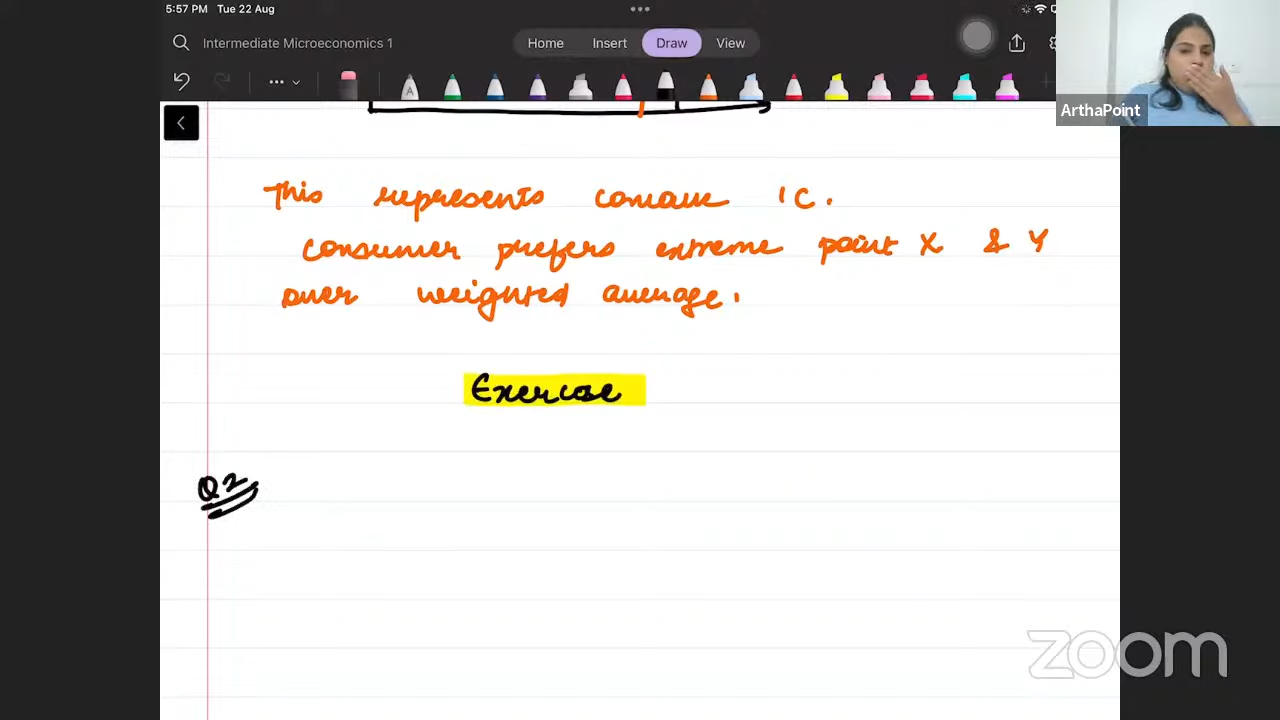 5:57 PM Tue 22 Aug
Intermediate Microeconomics 1
Home Insert Draw View
A
ArthaPoint
This represents concave IC.
Consumer prefers extreme point X & Y
over weighted average.
Exercise
Q2
zoom